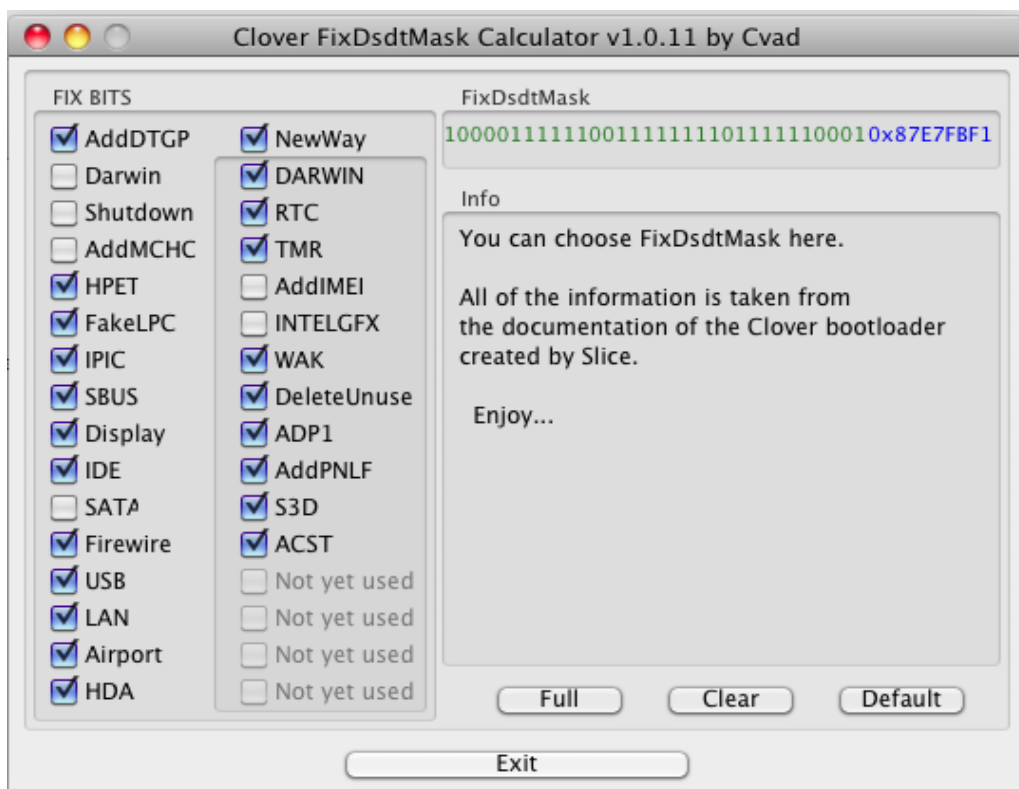 Clover FixDsdtMask Calculator v1.0.11 by Cvad
FIX BITS
AddDTGP
Darwin
Shutdown
AddMCHC
HPET
FakeLPC
IPIC
SBUS
Display
IDE
SATA
Firewire
USB
LAN
Airport
HDA
NewWay
DARWIN
RTC
TMR
AddIMEI
INTELGFX
WAK
DeleteUnuse
ADP1
AddPNLF
S3D
ACST
Not yet used
Not yet used
Not yet used
Not yet used
FixDsdtMask
100001111110011111111011111100010x87E7FBF1
Info
You can choose FixDsdtMask here.
All of the information is taken from
the documentation of the Clover bootloader
created by Slice.
Enjoy...
Full
Clear
Default
Exit